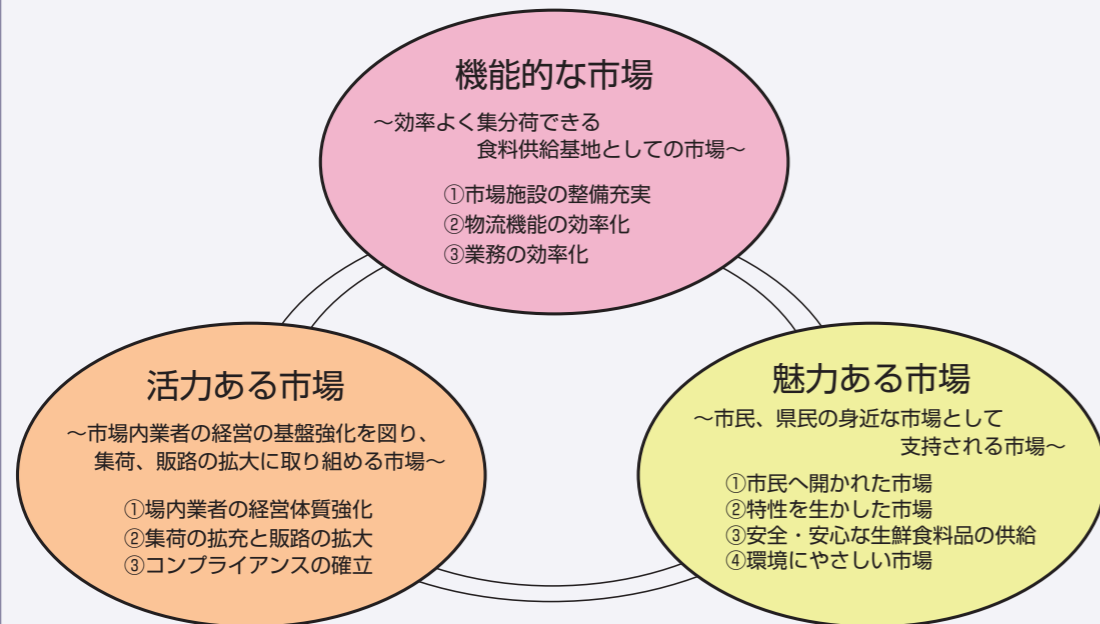 機能的な市場
～効率よく集分荷できる
食料供給基地としての市場～
①市場施設の整備充実
②物流機能の効率化
③業務の効率化
活力ある市場
～市場内業者の経営の基盤強化を図り、
集荷、販路の拡大に取り組める市場～
①場内業者の経営体質強化
②集荷の拡充と販路の拡大
③コンプライアンスの確立
魅力ある市場
～市民、県民の身近な市場として
支持される市場～
①市民へ開かれた市場
②特性を生かした市場
③安全・安心な生鮮食料品の供給
④環境にやさしい市場